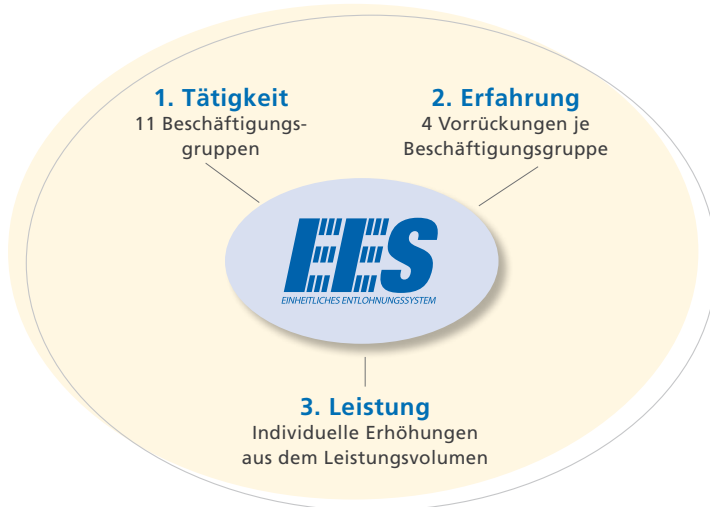 1. Tätigkeit
11 Beschäftigungs-
gruppen
2. Erfahrung
4 Vorrückungen je
Beschäftigungsgruppe
EES
EINHEITLICHES ENTLOHNUNGSSYSTEM
3. Leistung
Individuelle Erhöhungen
aus dem Leistungsvolumen